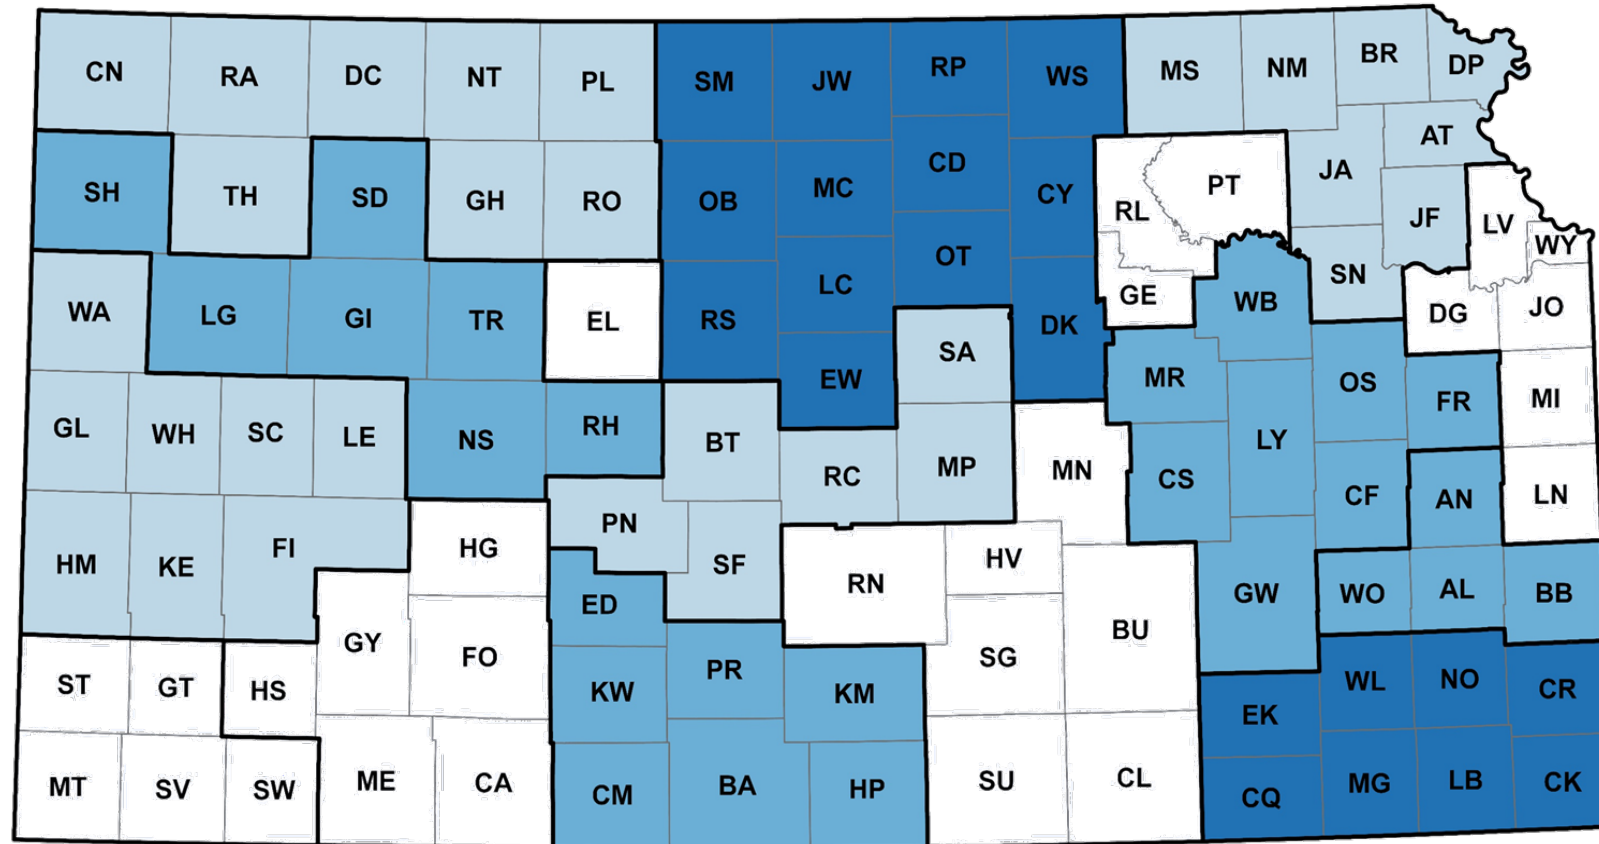 CN RA DC NT PL SM JW RP WS MS NM BR DP
SH TH SD GH RO OB MC CD CY RL PT JA AT
JF LV WY
WA LG GI TR EL RS LC OT DK GE WB SN DG JO
GL WH SC LE NS RH BT EW SA MR OS FR MI
HM KE FI HG PN SF RC MP MN CS LY CF AN LN
GY FO ED RN HV SG BU GW WO AL BB
ST GT HS KW PR KM EK WL NO CR
MT SV SW ME CA CM BA HP SU CL CQ MG LB CK